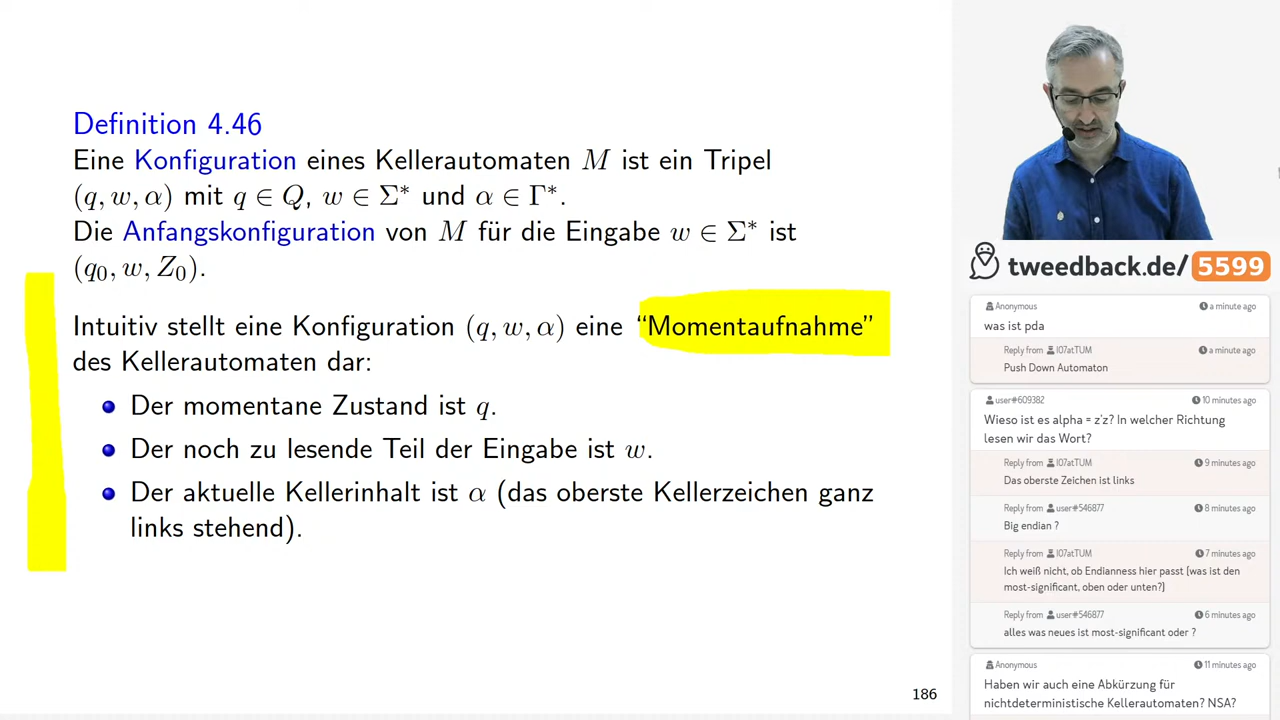 Definition 4.46
Eine Konfiguration eines Kellerautomaten M ist ein Tripel
(q, w, α) mit q ∈ Q, w ∈ Σ* und α ∈ Γ*.
Die Anfangskonfiguration von M für die Eingabe w ∈ Σ* ist
(q₀, w, Z₀).
Intuitiv stellt eine Konfiguration (q, w, α) eine “Momentaufnahme”
des Kellerautomaten dar:
Der momentane Zustand ist q.
Der noch zu lesende Teil der Eingabe ist w.
Der aktuelle Kellerinhalt ist α (das oberste Kellerzeichen ganz
links stehend).
186
tweedback.de/ 5599
Anonymous a minute ago
was ist pda
Reply from I07atTUM a minute ago
Push Down Automaton
user#609382 10 minutes ago
Wieso ist es alpha = z'z? In welcher Richtung
lesen wir das Wort?
Reply from I07atTUM 9 minutes ago
Das oberste Zeichen ist links
Reply from user#546877 8 minutes ago
Big endian ?
Reply from I07atTUM 7 minutes ago
Ich weiß nicht, ob Endianness hier passt [was ist den
most-significant, oben oder unten?]
Reply from user#546877 6 minutes ago
alles was neues ist most-significant oder ?
Anonymous 11 minutes ago
Haben wir auch eine Abkürzung für
nichtdeterministische Kellerautomaten? NSA?